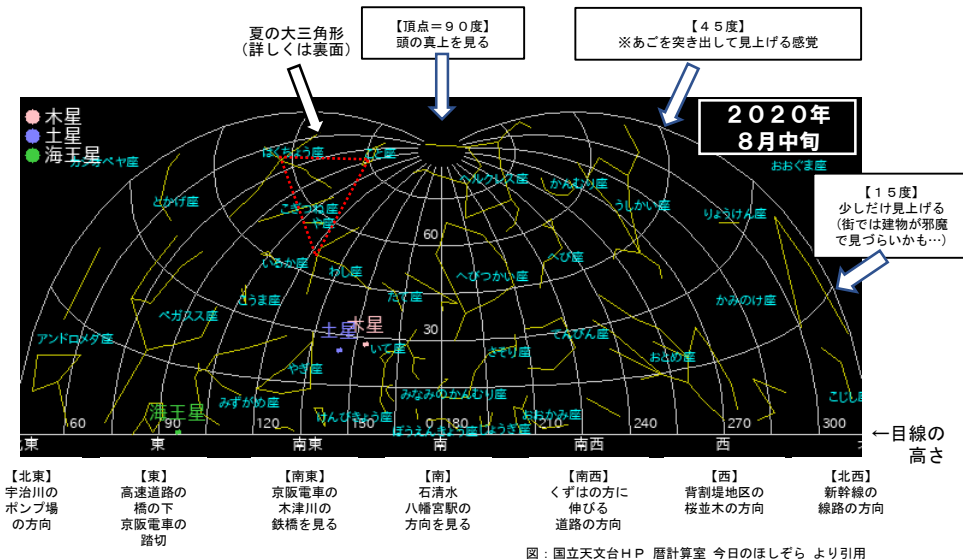 夏の大三角形
(詳しくは裏面)
【頂点=90度】
頭の真上を見る
【45度】
※あごを突き出して見上げる感覚
木星
土星
海王星
2020年
8月中旬
カシオペヤ座
はくちょう座
こと座
ヘルクレス座
かんむり座
おおぐま座
とかげ座
こぎつね座
や座
うしかい座
りょうけん座
【15度】
少しだけ見上げる
(街では建物が邪魔
で見づらいかも…)
60
いるか座
わし座
へびつかい座
へび座
こうま座
たて座
かみのけ座
ペガスス座
アンドロメダ座
土星
木星
30
いて座
さそり座
てんびん座
おとめ座
やぎ座
みなみのかんむり座
こじし座
みずがめ座
海王星
けんびきょう座
ぼうえんきょう座
じょうぎ座
おおかみ座
60
90
120
150
0
180
210
240
270
300
北東
東
南東
南
南西
西
←目線の
高さ
【北東】
宇治川の
ポンプ場
の方向
【東】
高速道路の
橋の下
京阪電車の
踏切
【南東】
京阪電車の
木津川の
鉄橋を見る
【南】
石清水
八幡宮駅の
方向を見る
【南西】
くずはの方に
伸びる
道路の方向
【西】
背割堤地区の
桜並木の方向
【北西】
新幹線の
線路の方向
図:国立天文台HP 暦計算室 今日のほしぞら より引用